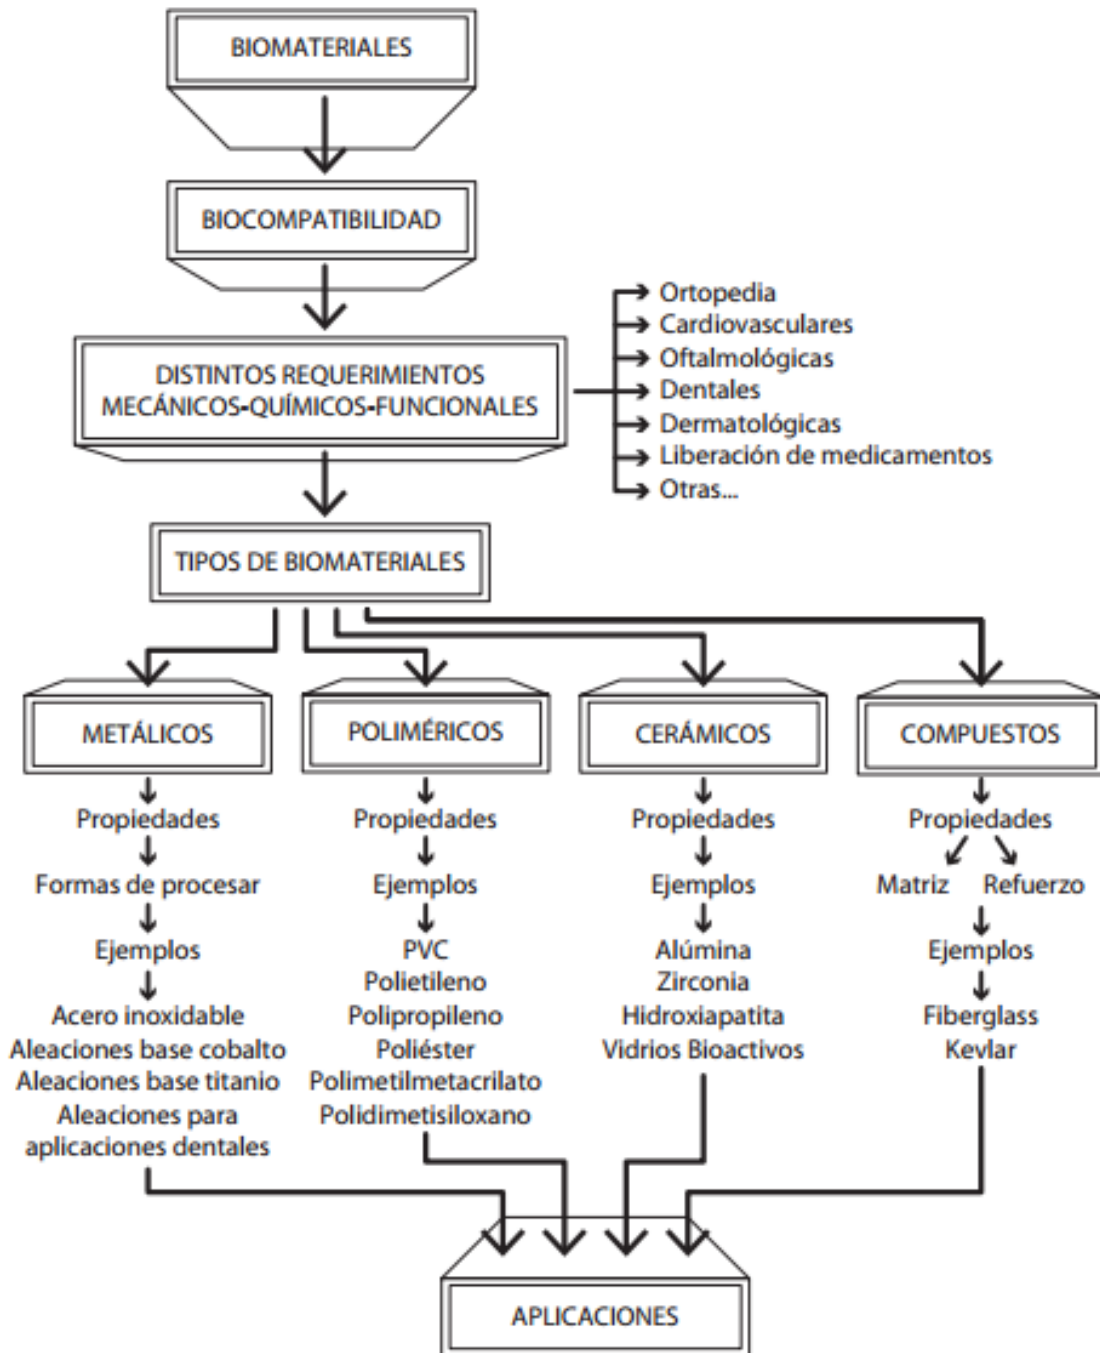 BIOMATERIALES
BIOCOMPATIBILIDAD
DISTINTOS REQUERIMIENTOS
MECÁNICOS-QUÍMICOS-FUNCIONALES
Ortopedia
Cardiovasculares
Oftalmológicas
Dentales
Dermatológicas
Liberación de medicamentos
Otras...
TIPOS DE BIOMATERIALES
METÁLICOS
Propiedades
Formas de procesar
Ejemplos
Acero inoxidable
Aleaciones base cobalto
Aleaciones base titanio
Aleaciones para
aplicaciones dentales
POLIMÉRICOS
Propiedades
Ejemplos
PVC
Polietileno
Polipropileno
Poliéster
Polimetilmetacrilato
Polidimetisiloxano
CERÁMICOS
Propiedades
Ejemplos
Alúmina
Zirconia
Hidroxiapatita
Vidrios Bioactivos
COMPUESTOS
Propiedades
Matriz Refuerzo
Ejemplos
Fiberglass
Kevlar
APLICACIONES